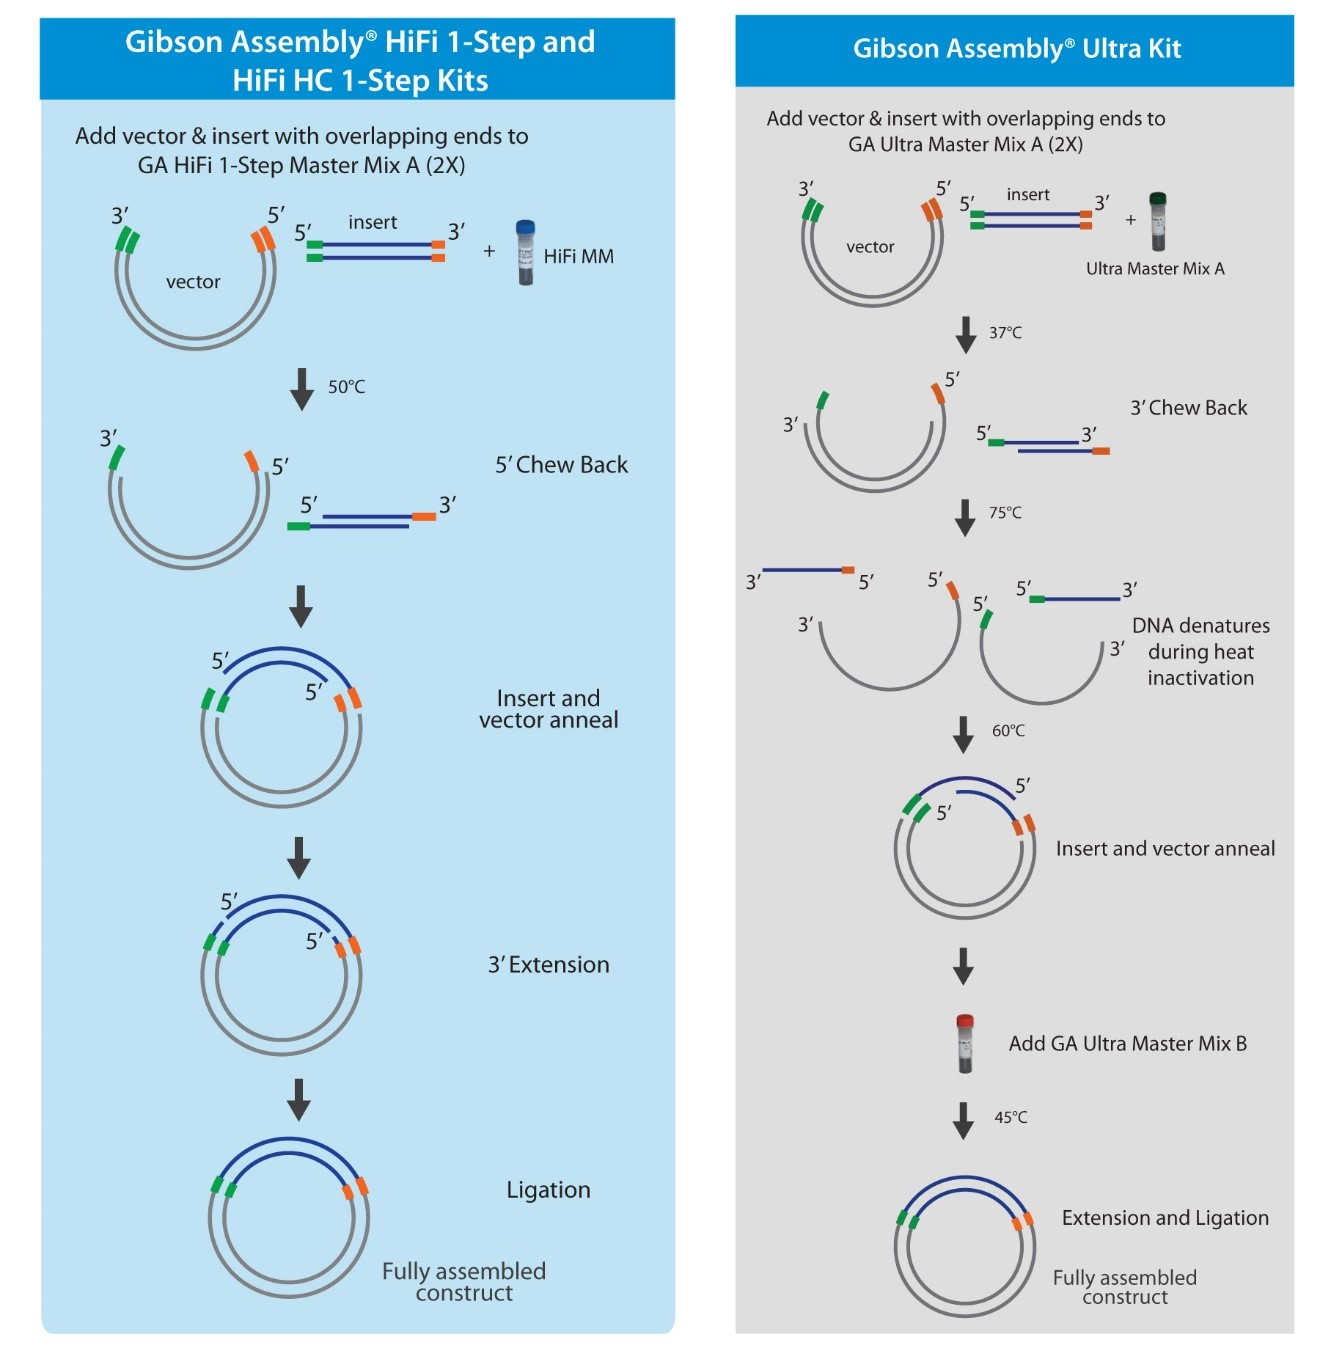 Gibson Assembly® HiFi 1-Step and
HiFi HC 1-Step Kits
Add vector & insert with overlapping ends to
GA HiFi 1-Step Master Mix A (2X)
3′
5′
5′
insert
3′
vector
+
HiFi MM
50°C
3′
5′
5′ Chew Back
5′
3′
5′
5′
Insert and
vector anneal
5′
5′
3′ Extension
Ligation
Fully assembled
construct
Gibson Assembly® Ultra Kit
Add vector & insert with overlapping ends to
GA Ultra Master Mix A (2X)
3′
5′
5′
insert
3′
vector
+
Ultra Master Mix A
37°C
5′
3′
3′ Chew Back
5′
3′
75°C
3′
5′
5′
3′
5′
5′
3′
3′
DNA denatures
during heat
inactivation
60°C
5′
5′
Insert and vector anneal
Add GA Ultra Master Mix B
45°C
Extension and Ligation
Fully assembled
construct